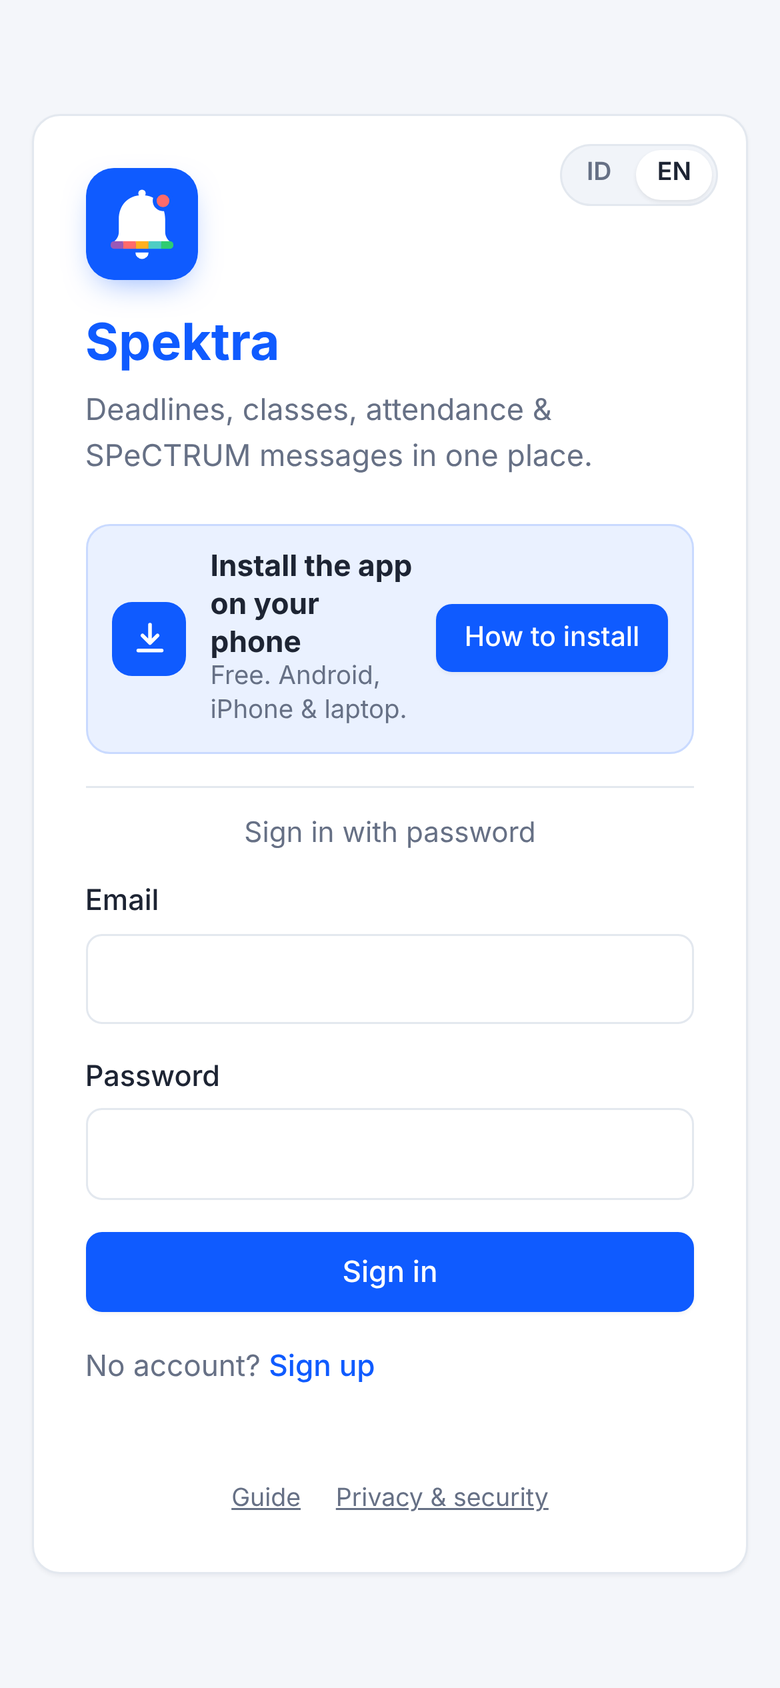 ID EN
Spektra
Deadlines, classes, attendance &
SPeCTRUM messages in one place.
Install the app
on your
phone
Free. Android,
iPhone & laptop.
How to install
Sign in with password
Email
Password
Sign in
No account? Sign up
Guide Privacy & security